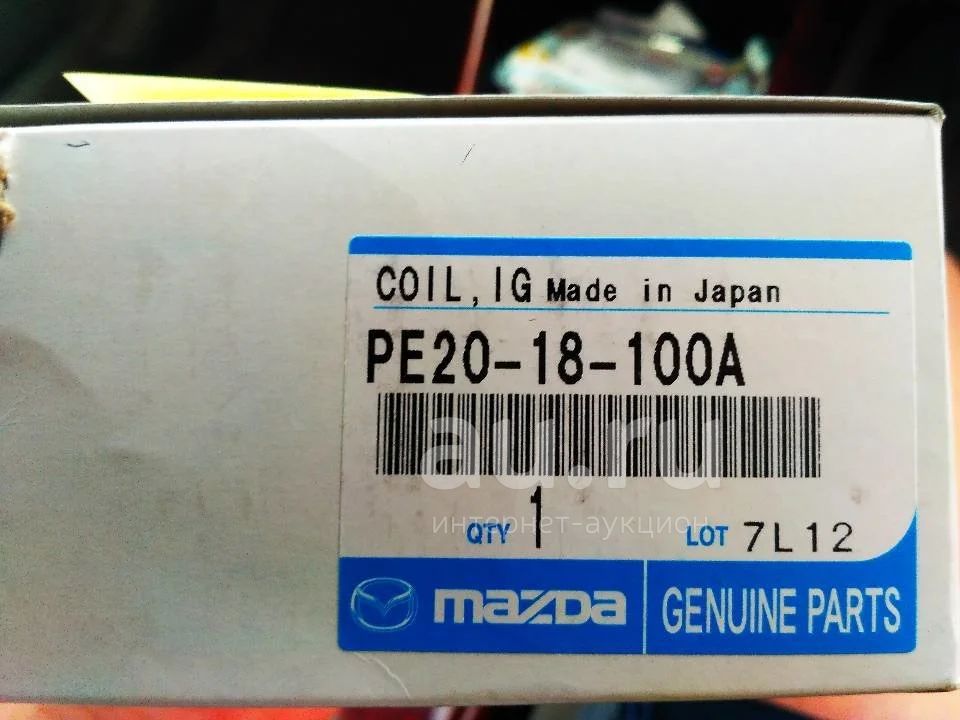 COIL, IG Made in Japan
PE20-18-100A
au.ru
интернет-аукцион
QTY 1 LOT 7L12
mazda GENUINE PARTS